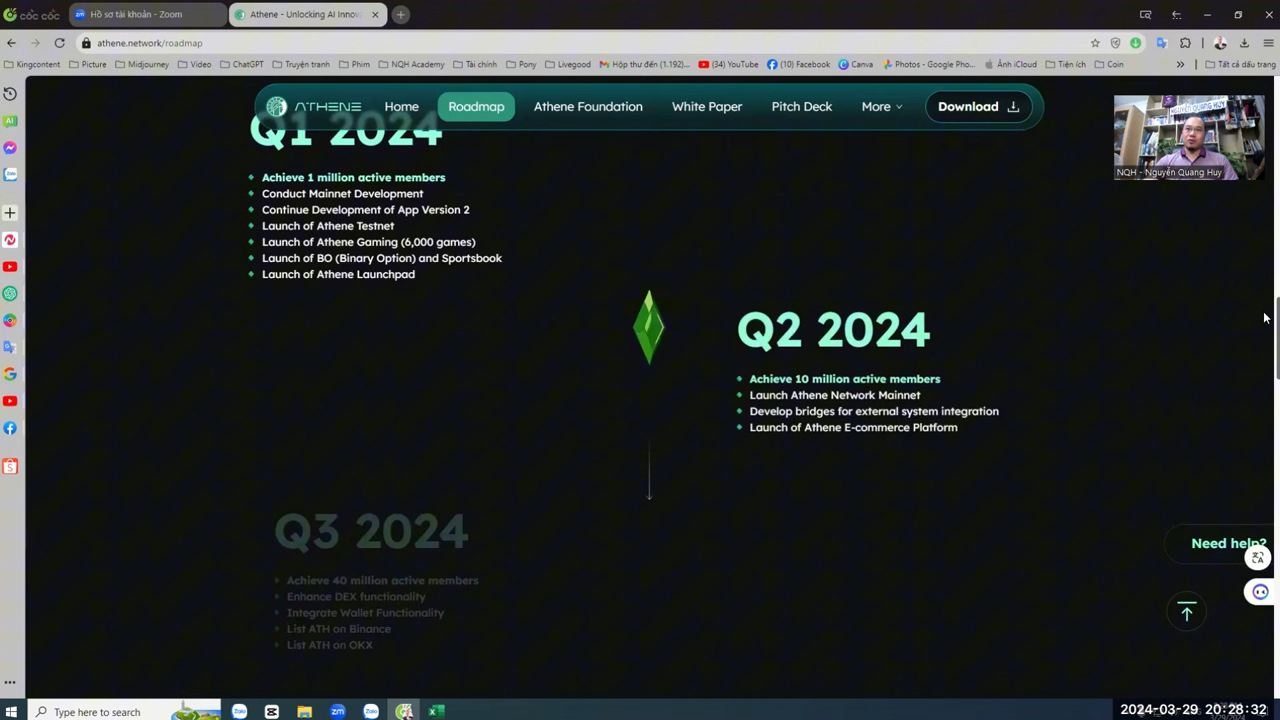 cốc cốc
Hồ sơ tài khoản - Zoom
Athene - Unlocking AI Innov
athene.network/roadmap
Kingcontent
Picture
Midjourney
Video
ChatGPT
Truyện tranh
Phim
NQH Academy
Tài chính
Pony
Livegood
Hộp thư đến (1.192)...
(34) YouTube
(10) Facebook
Canva
Photos - Google Pho...
Ảnh iCloud
Tiện ích
Coin
Tất cả dấu trang
ATHENE
Home
Roadmap
Athene Foundation
White Paper
Pitch Deck
More
Download
NQH - Nguyễn Quang Huy
Q1 2024
Achieve 1 million active members
Conduct Mainnet Development
Continue Development of App Version 2
Launch of Athene Testnet
Launch of Athene Gaming (6,000 games)
Launch of BO (Binary Option) and Sportsbook
Launch of Athene Launchpad
Q2 2024
Achieve 10 million active members
Launch Athene Network Mainnet
Develop bridges for external system integration
Launch of Athene E-commerce Platform
Q3 2024
Achieve 40 million active members
Enhance DEX functionality
Integrate Wallet Functionality
List ATH on Binance
List ATH on OKX
Need help?
Type here to search
2024-03-29 20:28:32